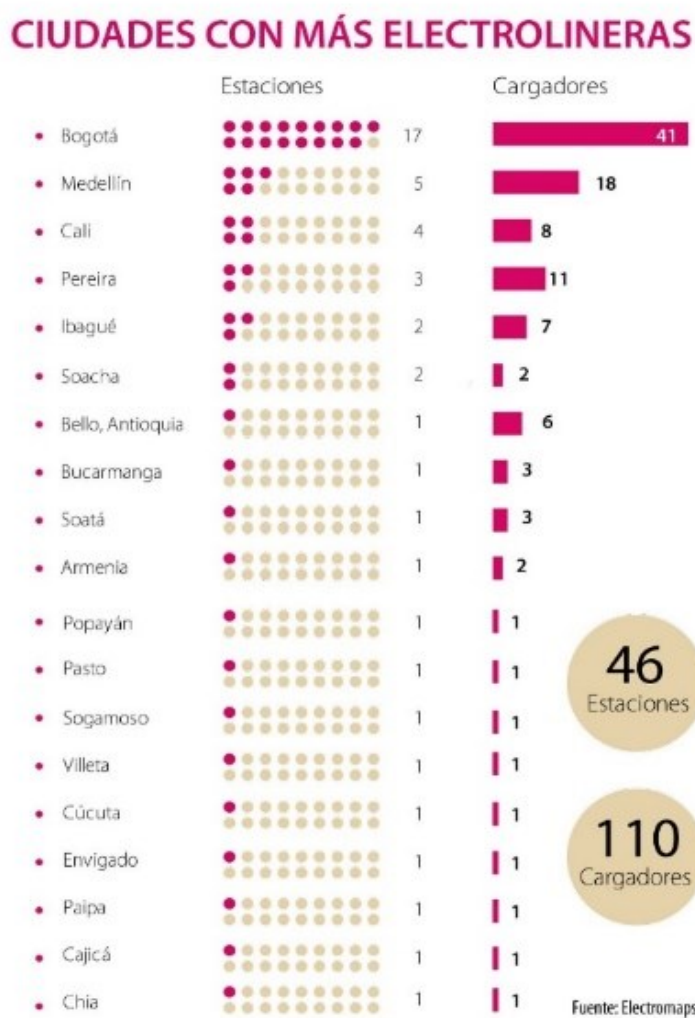 CIUDADES CON MÁS ELECTROLINERAS
Estaciones Cargadores
Bogotá 17 41
Medellín 5 18
Cali 4 8
Pereira 3 11
Ibagué 2 7
Soacha 2 2
Bello, Antioquia 1 6
Bucarmanga 1 3
Soatá 1 3
Armenia 1 2
Popayán 1 1
Pasto 1 1
Sogamoso 1 1
Villeta 1 1
Cúcuta 1 1
Envigado 1 1
Paipa 1 1
Cajicá 1 1
Chia 1 1
46
Estaciones
110
Cargadores
Fuente: Electromaps